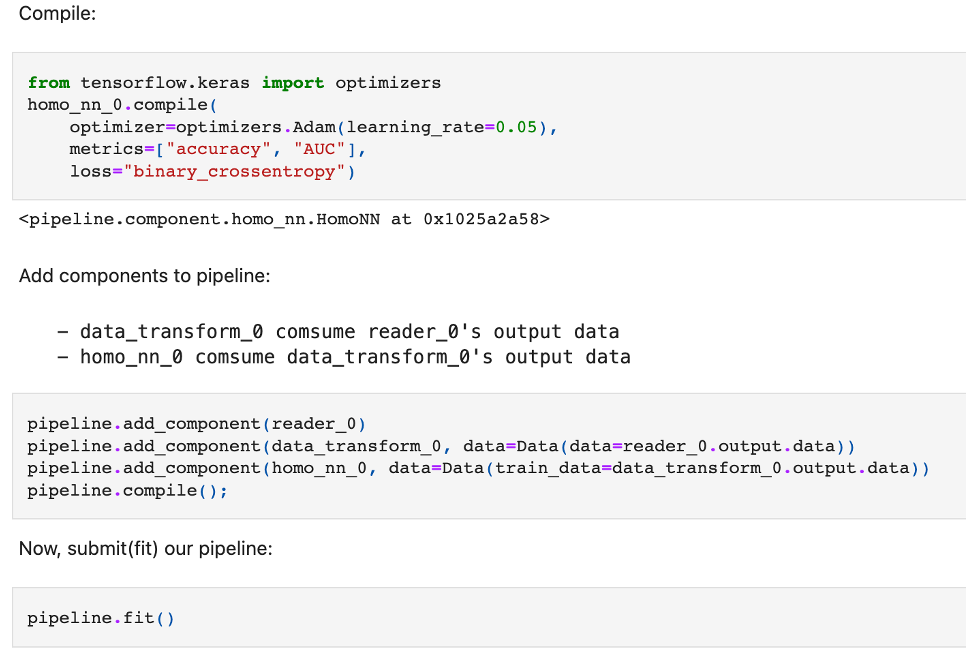 Compile:
from tensorflow.keras import optimizers
homo_nn_0.compile(
    optimizer=optimizers.Adam(learning_rate=0.05),
    metrics=["accuracy", "AUC"],
    loss="binary_crossentropy")
<pipeline.component.homo_nn.HomoNN at 0x1025a2a58>
Add components to pipeline:
– data_transform_0 comsume reader_0's output data
– homo_nn_0 comsume data_transform_0's output data
pipeline.add_component(reader_0)
pipeline.add_component(data_transform_0, data=Data(data=reader_0.output.data))
pipeline.add_component(homo_nn_0, data=Data(train_data=data_transform_0.output.data))
pipeline.compile();
Now, submit(fit) our pipeline:
pipeline.fit()